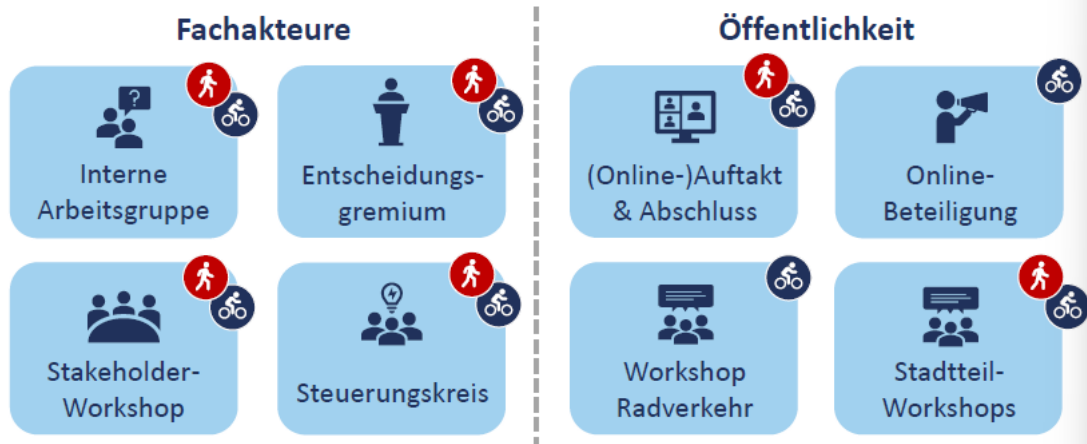 Fachakteure
Interne
Arbeitsgruppe
?
Entscheidungs-
gremium
Stakeholder-
Workshop
Steuerungskreis
Öffentlichkeit
(Online-)Auftakt
& Abschluss
Online-
Beteiligung
Workshop
Radverkehr
Stadtteil-
Workshops